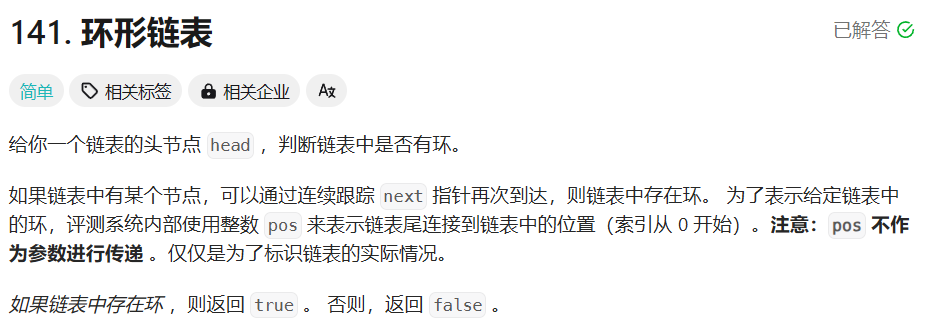 141. 环形链表
已解答
简单 相关标签 相关企业 Aあ
给你一个链表的头节点 head ，判断链表中是否有环。
如果链表中有某个节点，可以通过连续跟踪 next 指针再次到达，则链表中存在环。 为了表示给定链表中
的环，评测系统内部使用整数 pos 来表示链表尾连接到链表中的位置（索引从 0 开始）。注意：pos 不作
为参数进行传递 。仅仅是为了标识链表的实际情况。
如果链表中存在环 ，则返回 true 。 否则，返回 false 。